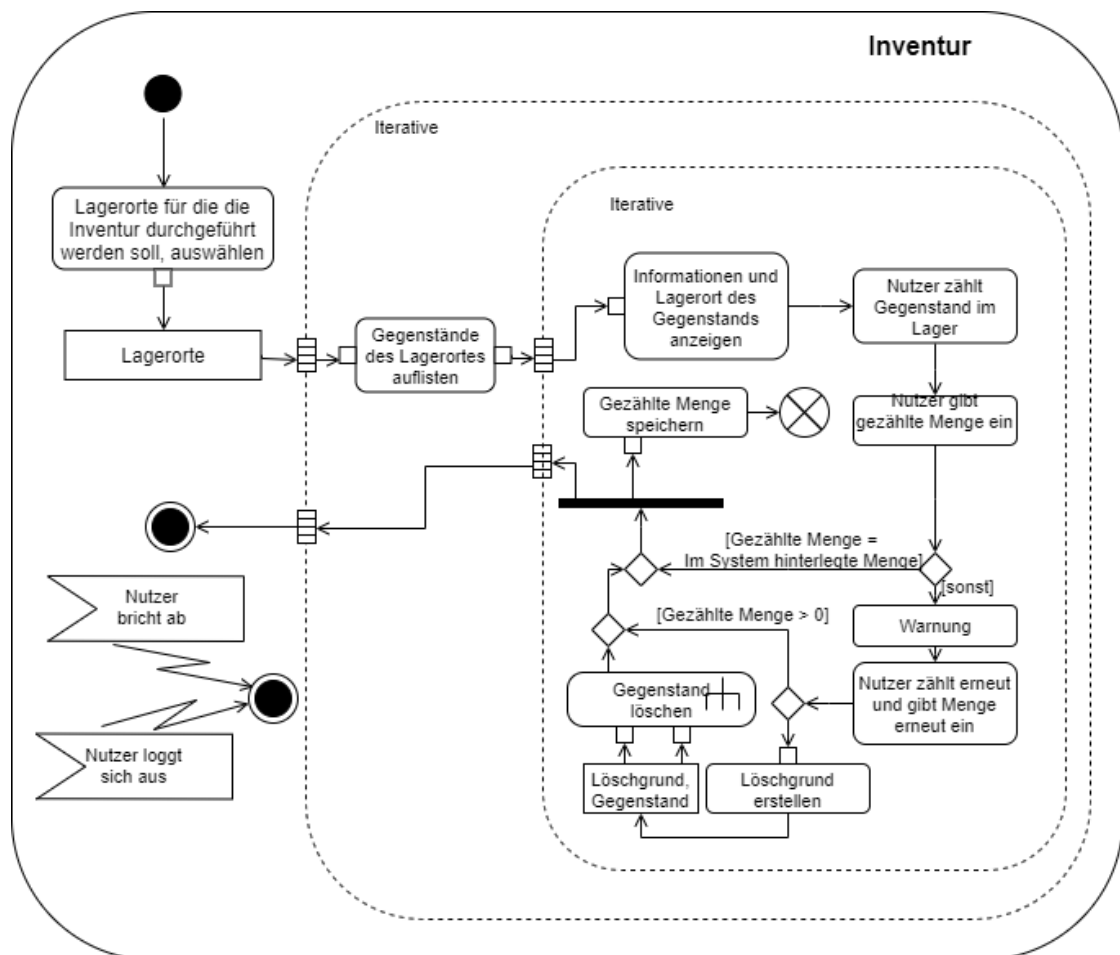 Inventur
Iterative
Iterative
Lagerorte für die die
Inventur durchgeführt
werden soll, auswählen
Lagerorte
Gegenstände
des Lagerortes
auflisten
Informationen und
Lagerort des
Gegenstands
anzeigen
Nutzer zählt
Gegenstand im
Lager
Nutzer gibt
gezählte Menge ein
Gezählte Menge
speichern
[Gezählte Menge =
Im System hinterlegte Menge]
[sonst]
Warnung
Nutzer zählt erneut
und gibt Menge
erneut ein
[Gezählte Menge > 0]
Löschgrund
erstellen
Löschgrund,
Gegenstand
Gegenstand
löschen
Nutzer
bricht ab
Nutzer loggt
sich aus